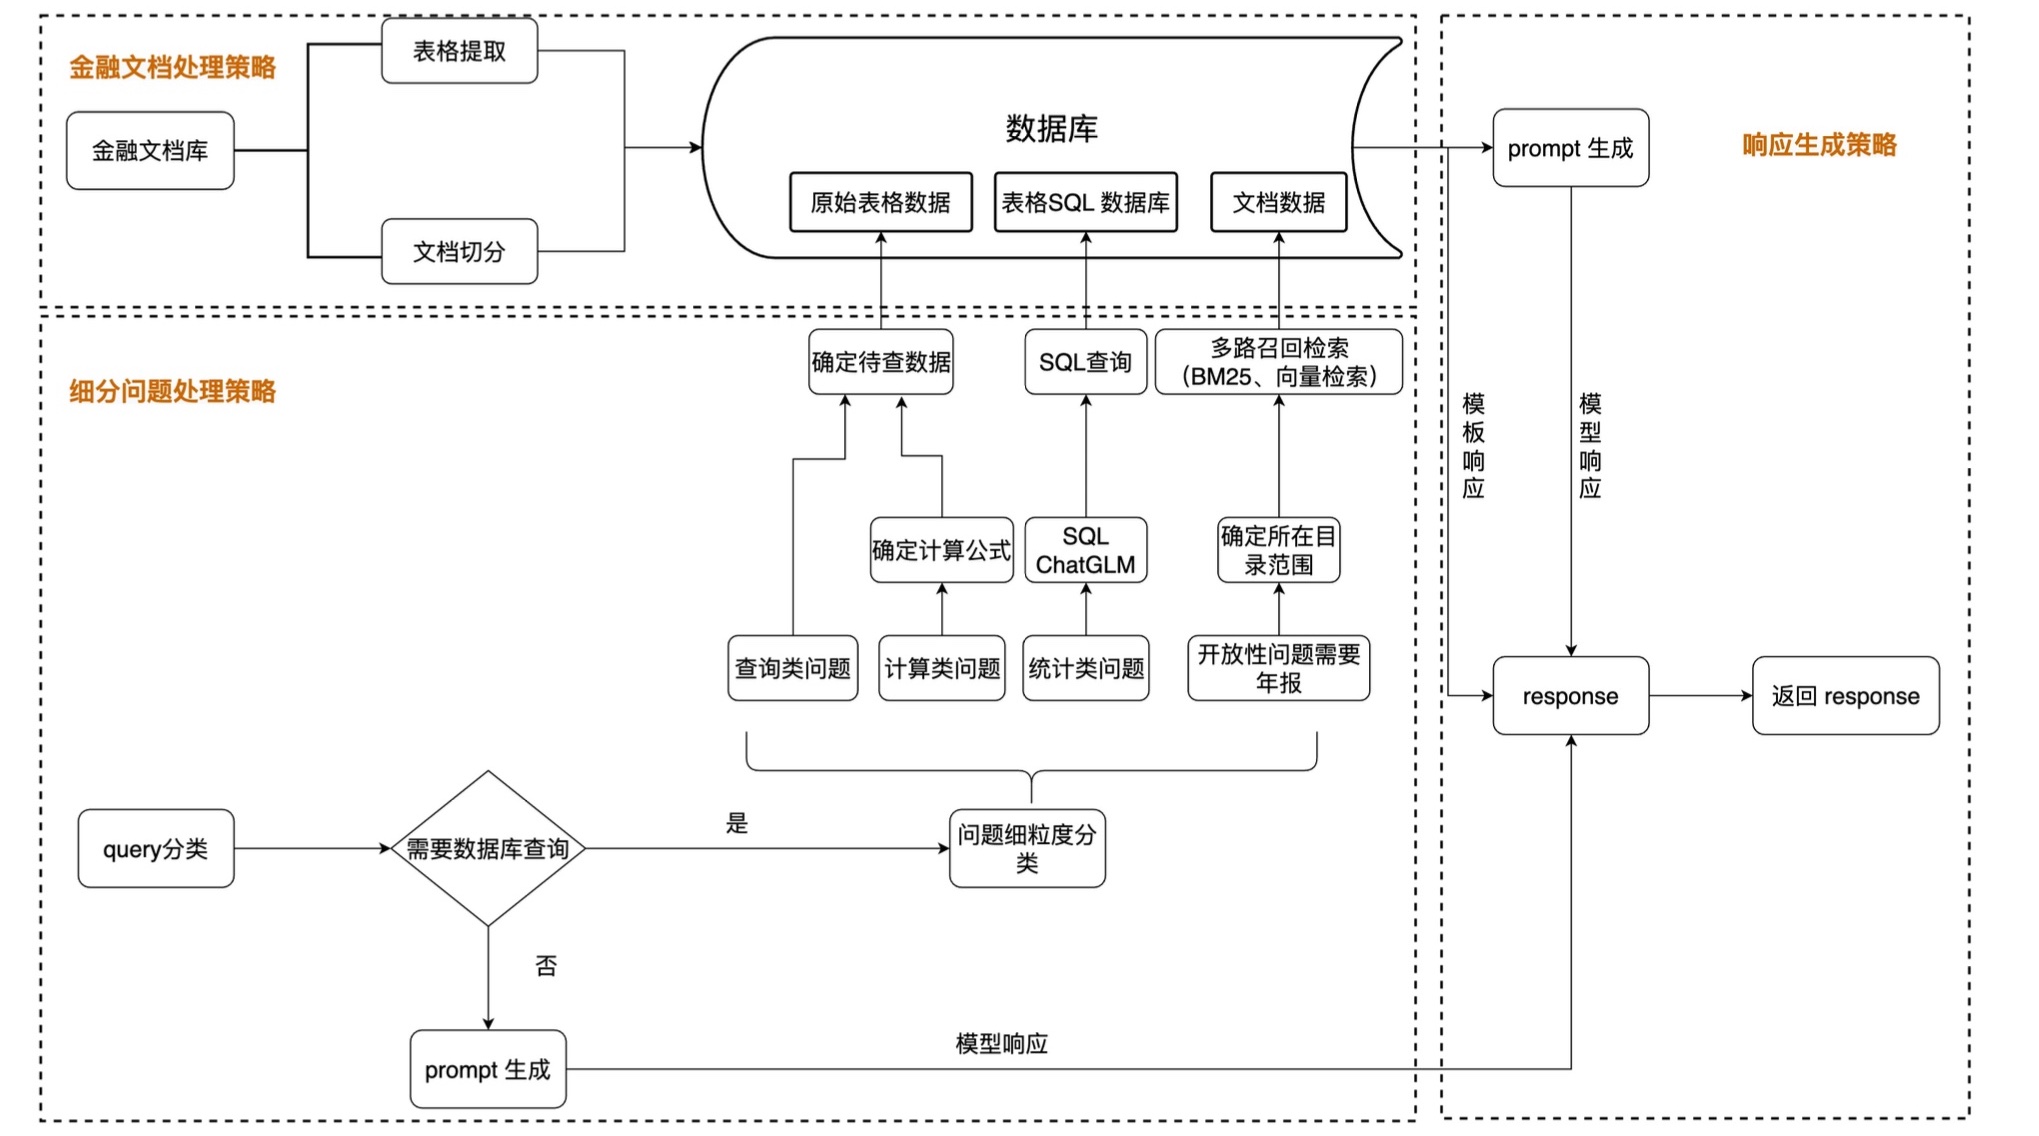 金融文档处理策略
表格提取
金融文档库
文档切分
数据库
原始表格数据
表格SQL 数据库
文档数据
prompt 生成
响应生成策略
细分问题处理策略
确定待查数据
SQL查询
多路召回检索
（BM25、向量检索）
模板响应
模型响应
确定计算公式
SQL
ChatGLM
确定所在目
录范围
查询类问题
计算类问题
统计类问题
开放性问题需要
年报
response
返回 response
query分类
需要数据库查询
是
问题细粒度分
类
否
prompt 生成
模型响应